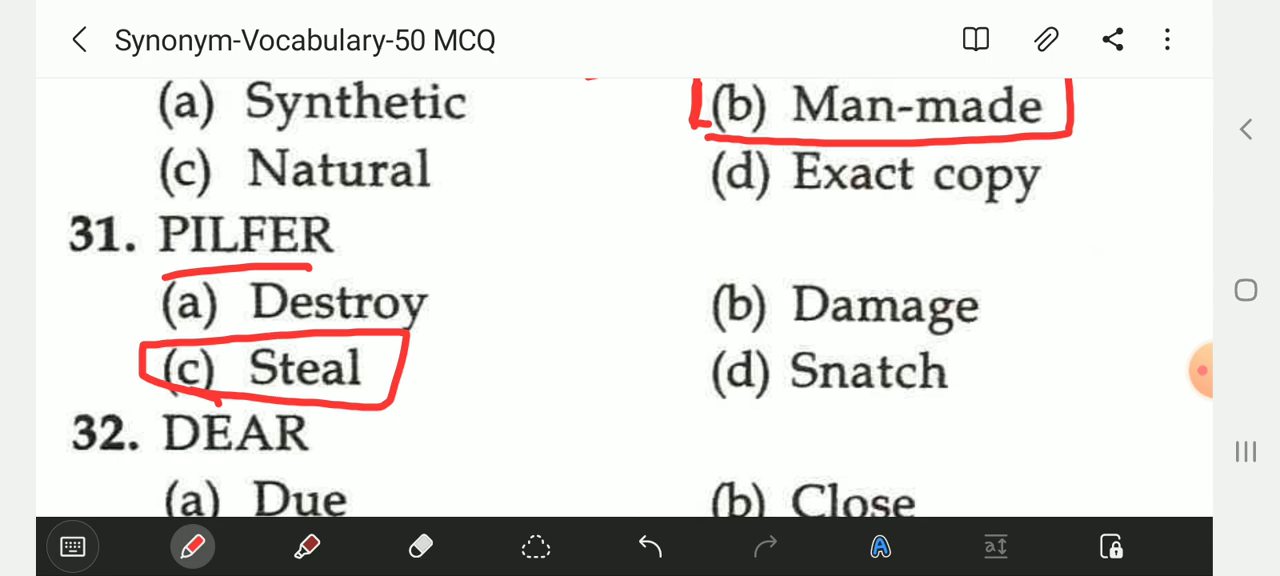 Synonym-Vocabulary-50 MCQ
(a) Synthetic (b) Man-made
(c) Natural (d) Exact copy
31. PILFER
(a) Destroy (b) Damage
(c) Steal (d) Snatch
32. DEAR
(a) Due (b) Close